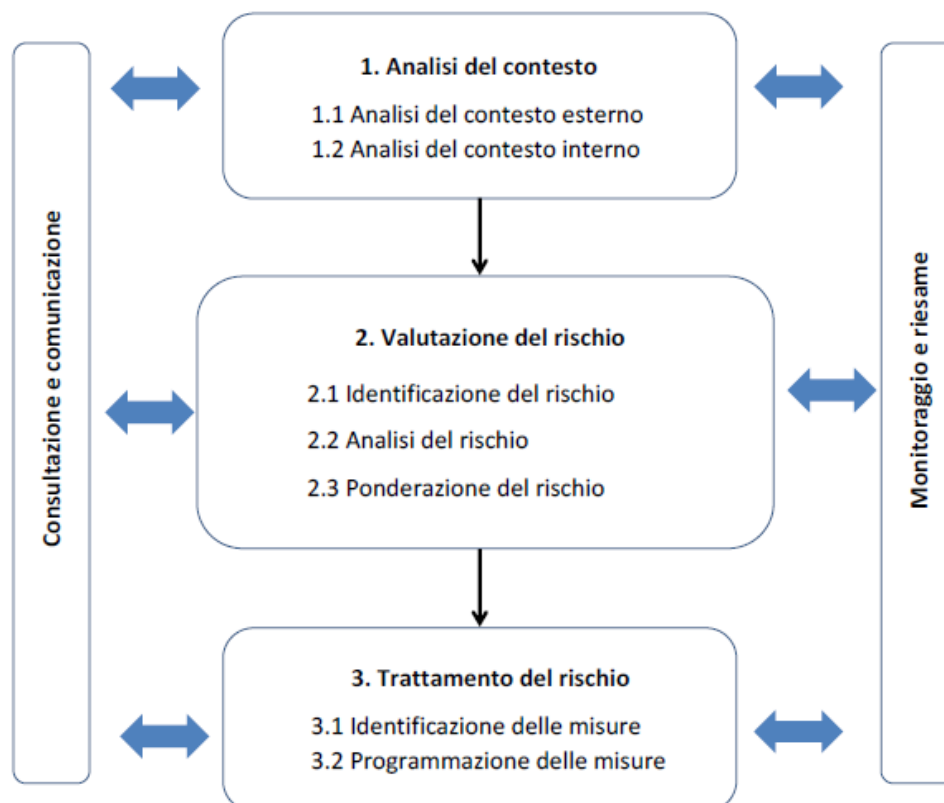 Consultazione e comunicazione
1. Analisi del contesto
1.1 Analisi del contesto esterno
1.2 Analisi del contesto interno
2. Valutazione del rischio
2.1 Identificazione del rischio
2.2 Analisi del rischio
2.3 Ponderazione del rischio
3. Trattamento del rischio
3.1 Identificazione delle misure
3.2 Programmazione delle misure
Monitoraggio e riesame